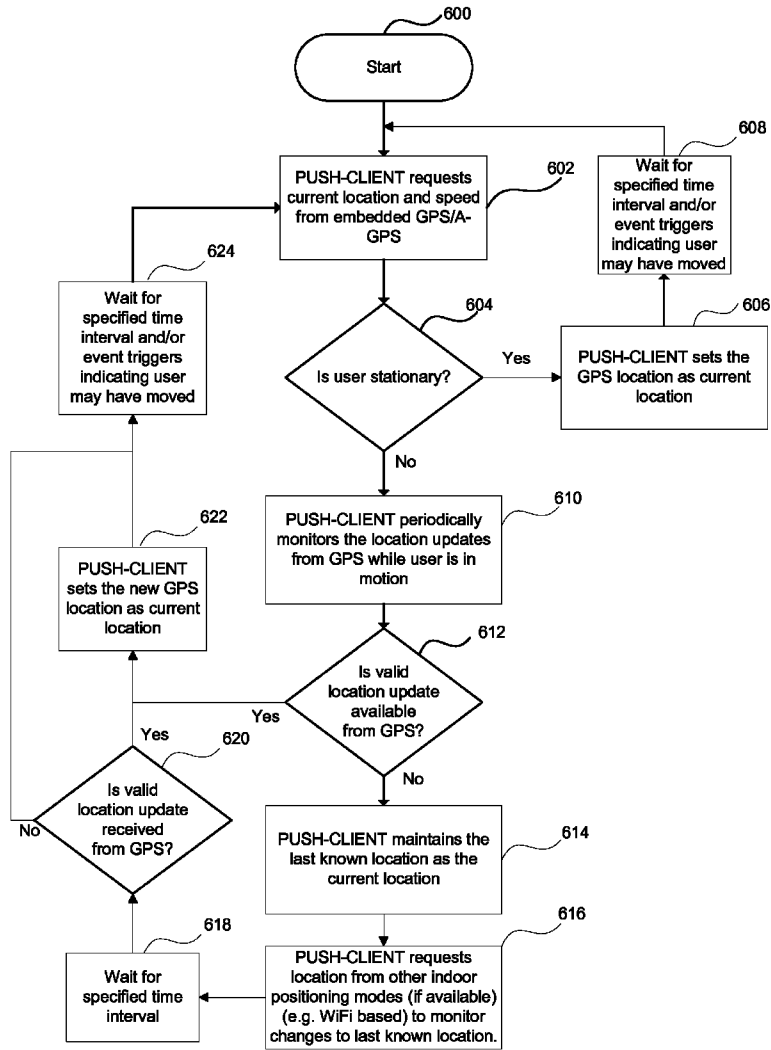 600
Start
608
Wait for
specified time
interval and/or
event triggers
indicating user
may have moved
PUSH-CLIENT requests
current location and speed
from embedded GPS/A-
GPS
602
624
Wait for
specified time
interval and/or
event triggers
indicating user
may have moved
604
Is user stationary?
Yes
606
PUSH-CLIENT sets the
GPS location as current
location
No
610
PUSH-CLIENT periodically
monitors the location updates
from GPS while user is in
motion
622
PUSH-CLIENT
sets the new GPS
location as current
location
612
Is valid
location update
available
from GPS?
Yes
Yes
620
No
Is valid
location update
received
from GPS?
No
614
PUSH-CLIENT maintains the
last known location as the
current location
616
618
Wait for
specified time
interval
PUSH-CLIENT requests
location from other indoor
positioning modes (if available)
(e.g. WiFi based) to monitor
changes to last known location.